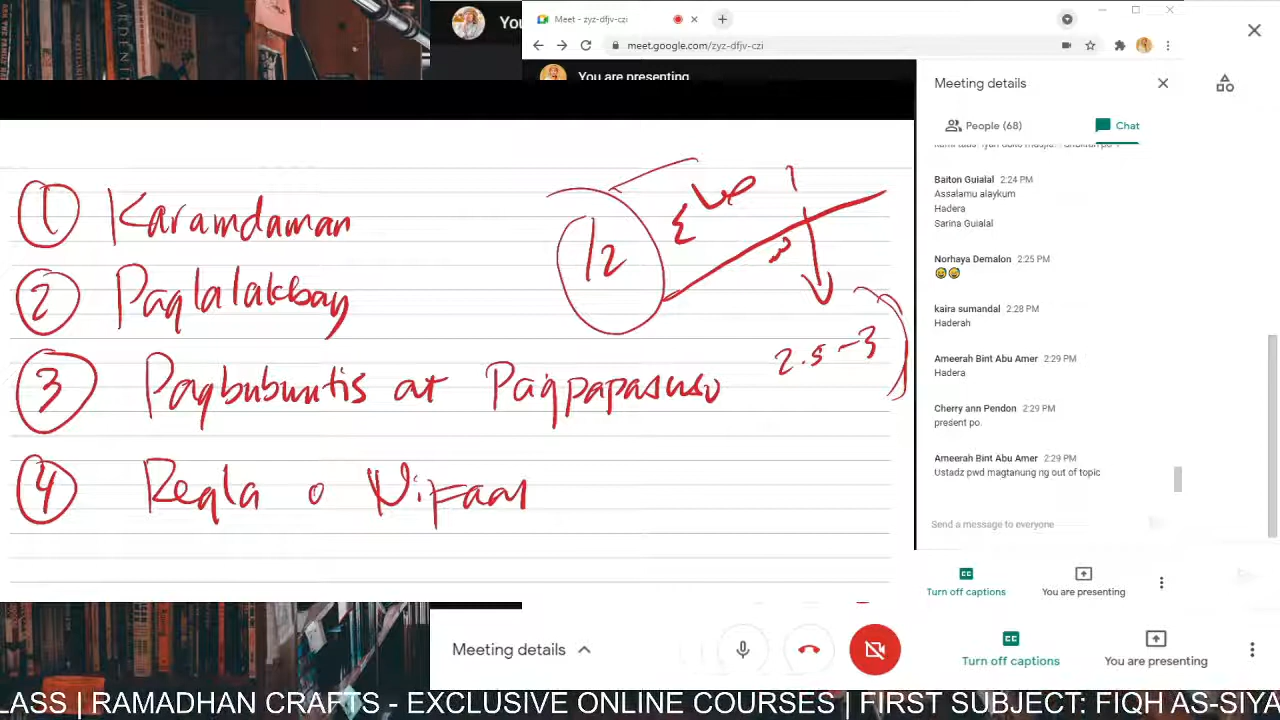 You
Meet - zyz-dfjv-czi
meet.google.com/zyz-dfjv-czi
You are presenting
Meeting details
People (68)
Chat
Baiton Guialal 2:24 PM
Assalamu alaykum
Hadera
Sarina Guialal
Norhaya Demalon 2:25 PM
kaira sumandal 2:28 PM
Haderah
Ameerah Bint Abu Amer 2:29 PM
Hadera
Cherry ann Pendon 2:29 PM
present po.
Ameerah Bint Abu Amer 2:29 PM
Ustadz pwd magtanung ng out of topic
Send a message to everyone
1 Karamdaman
2 Paglalakbay
3 Pagbubuntis at Pagpapasuso
4 Regla o Nifaas
12
2.5 - 3
CC
Turn off captions
You are presenting
Meeting details
CC
Turn off captions
You are presenting
LASS | RAMADHAN CRAFTS - EXCLUSIVE ONLINE COURSES | FIRST SUBJECT: FIQH AS-SIYA